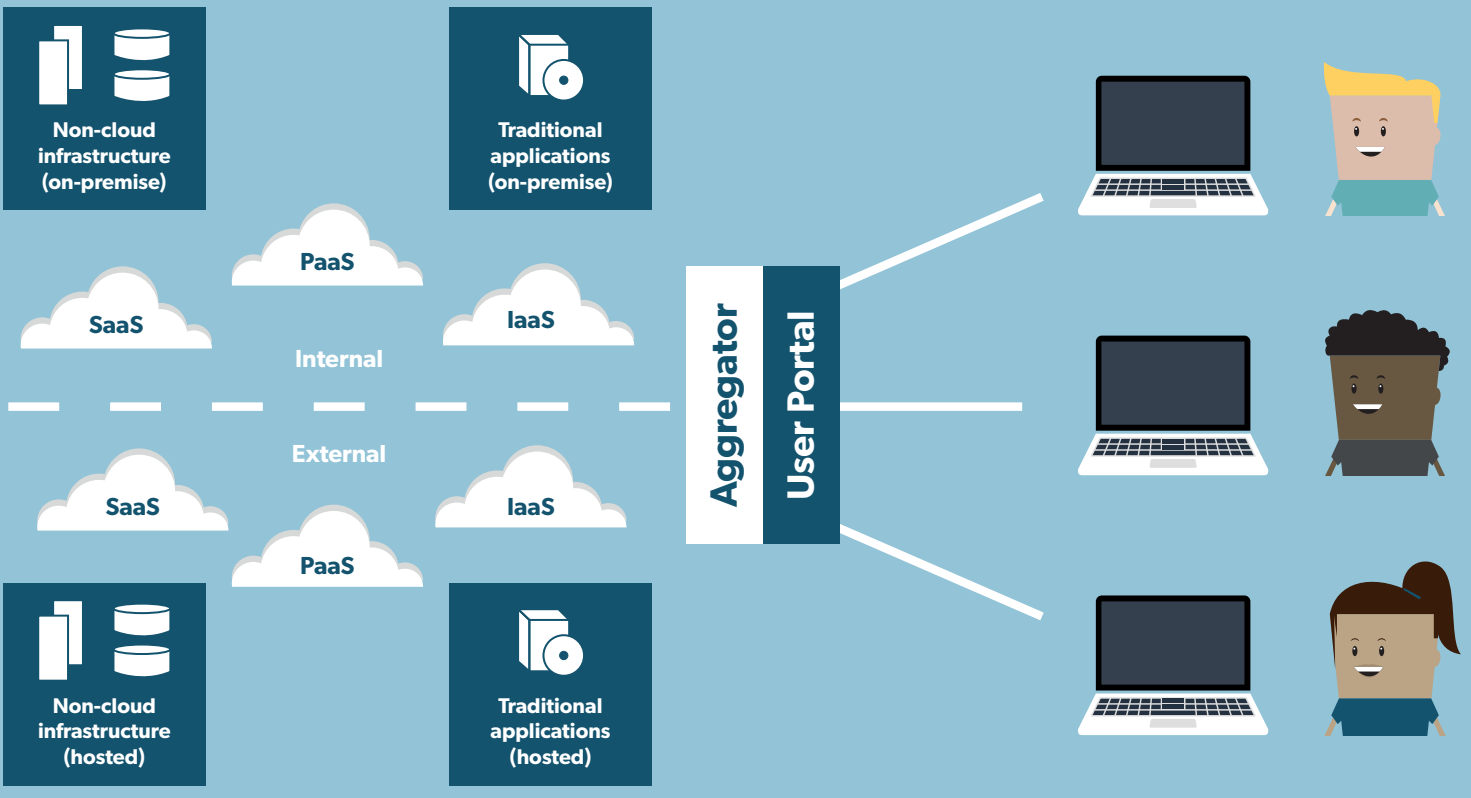 Non-cloud
infrastructure
(on-premise)
Traditional
applications
(on-premise)
PaaS
SaaS
IaaS
Internal
External
SaaS
IaaS
PaaS
Non-cloud
infrastructure
(hosted)
Traditional
applications
(hosted)
Aggregator
User Portal